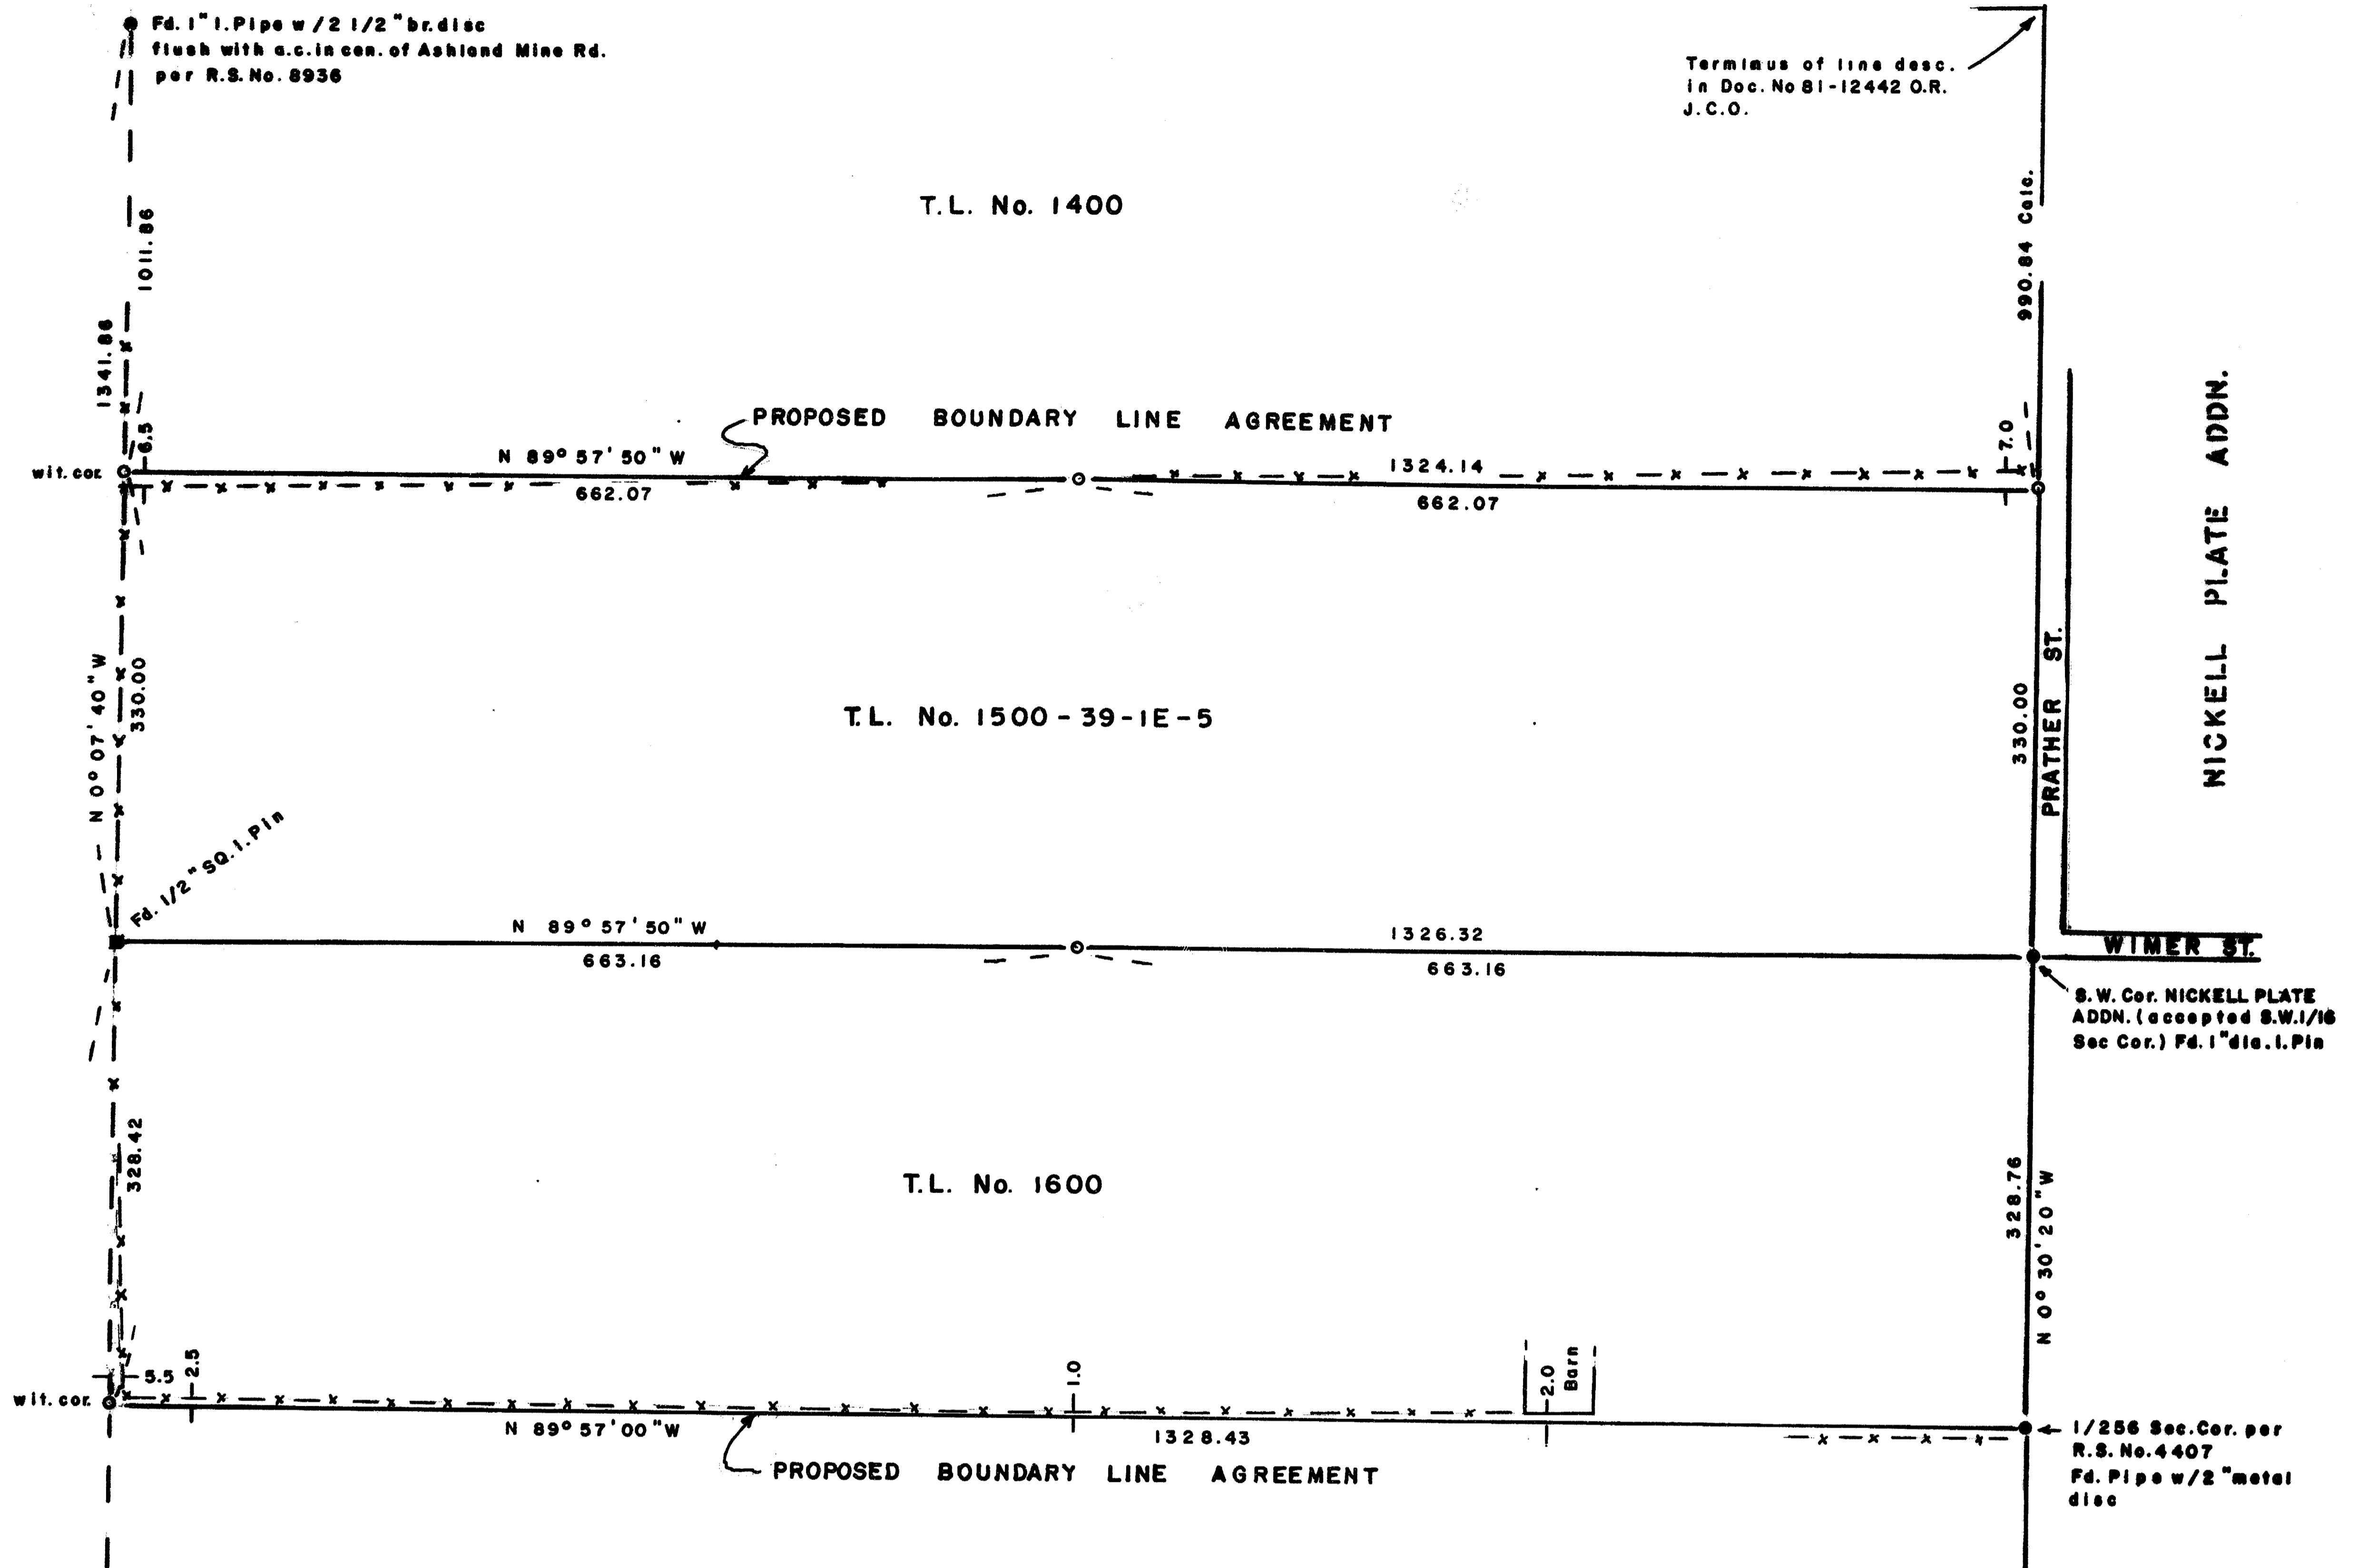 Fd. 1" I.Pipe w/2 1/2" br.disc
flush with a.c. in cen. of Ashland Mine Rd.
per R.S. No. 8936
Terminus of line desc.
in Doc. No 81-12442 O.R.
J.C.O.
T.L. No. 1400
1011.86
990.84 Calc.
1341.86
PROPOSED BOUNDARY LINE AGREEMENT
6.5
7.0
wit. cor.
N 89° 57' 50" W
1324.14
662.07
662.07
NICKELL PLATE ADDN.
N 0° 07' 40" W
330.00
T.L. No. 1500-39-1E-5
330.00
PRATHER ST.
Fd. 1/2" SQ. I. Pin
N 89° 57' 50" W
1326.32
663.16
663.16
WIMER ST.
S.W. Cor. NICKELL PLATE
ADDN. (accepted S.W. 1/16
Sec Cor.) Fd. 1" dia. I. Pin
328.42
T.L. No. 1600
328.76
N 0° 30' 20" W
5.5
2.5
1.0
2.0
Barn
wit. cor.
N 89° 57' 00" W
1328.43
PROPOSED BOUNDARY LINE AGREEMENT
1/256 Sec. Cor. per
R.S. No. 4407
Fd. Pipe w/2" metal
disc